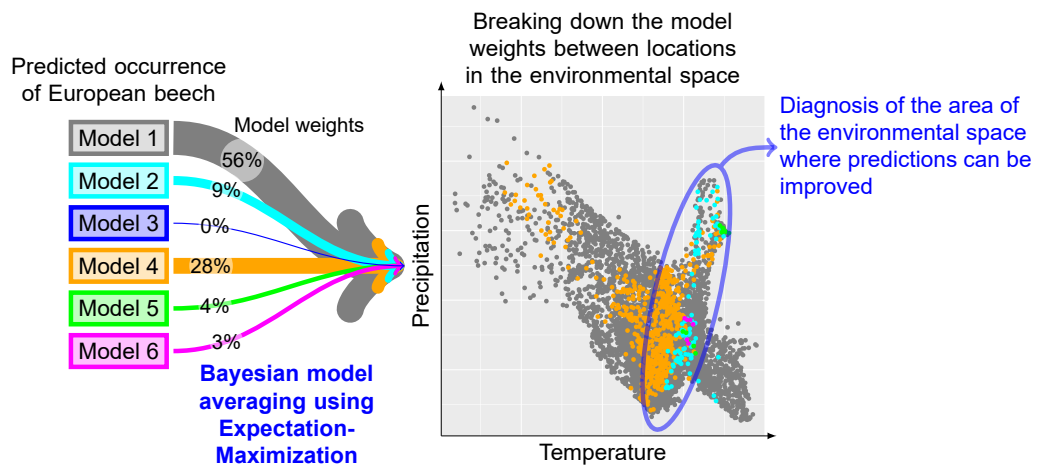 Predicted occurrence
of European beech
Model 1
Model 2
Model 3
Model 4
Model 5
Model 6
Model weights
56%
9%
0%
28%
4%
3%
Bayesian model
averaging using
Expectation-
Maximization
Breaking down the model
weights between locations
in the environmental space
Precipitation
Temperature
Diagnosis of the area of
the environmental space
where predictions can be
improved